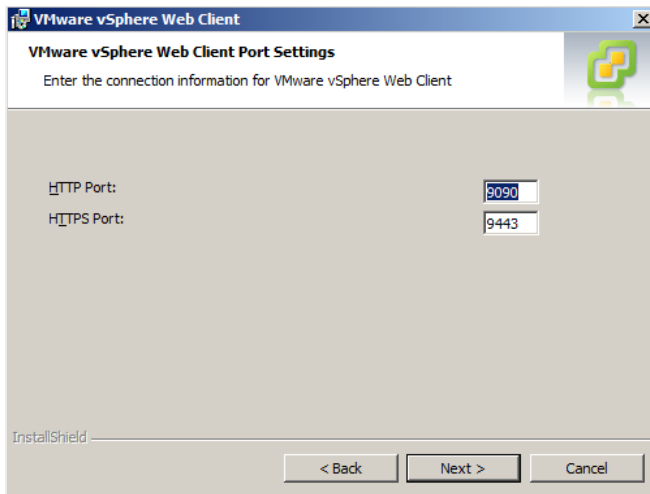 VMware vSphere Web Client
VMware vSphere Web Client Port Settings
Enter the connection information for VMware vSphere Web Client
HTTP Port:
9090
HTTPS Port:
9443
InstallShield
< Back
Next >
Cancel